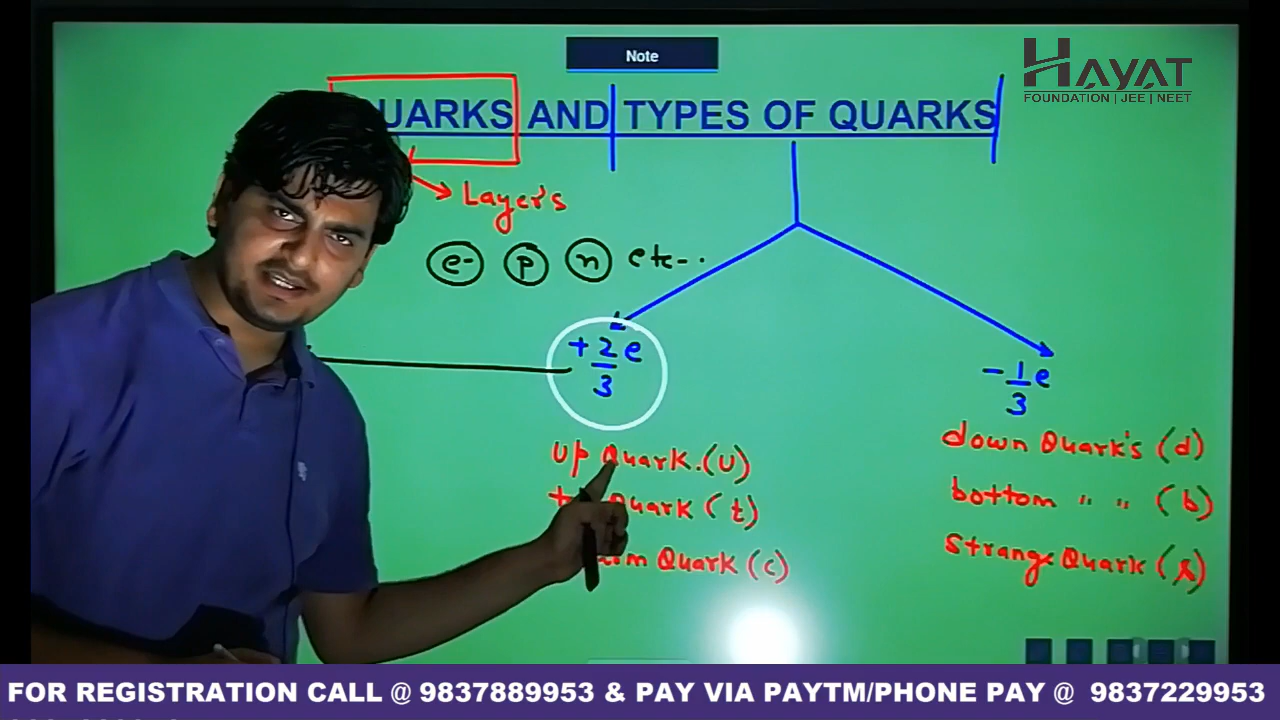 Note
HAYAT
FOUNDATION | JEE | NEET
UARKS AND TYPES OF QUARKS
Layer's
e- p n etc..
+2/3 e
-1/3 e
Up Quark.(U)
Quark (t)
Quark (c)
down Quark's (d)
bottom " " (b)
Strange Quark (s)
FOR REGISTRATION CALL @ 9837889953 & PAY VIA PAYTM/PHONE PAY @ 9837229953